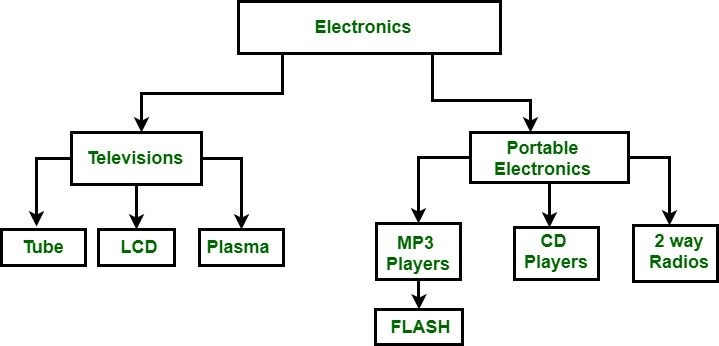 Electronics
Televisions
Portable
Electronics
Tube
LCD
Plasma
MP3
Players
CD
Players
2 way
Radios
FLASH